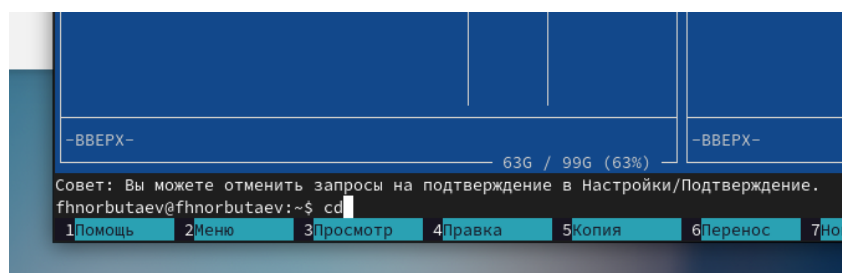 -ВВЕРХ-
-ВВЕРХ-
63G / 99G (63%)
Совет: Вы можете отменить запросы на подтверждение в Настройки/Подтверждение.
fhnorbutaev@fhnorbutaev:~$ cd
1Помощь 2Меню 3Просмотр 4Правка 5Копия 6Перенос 7Но